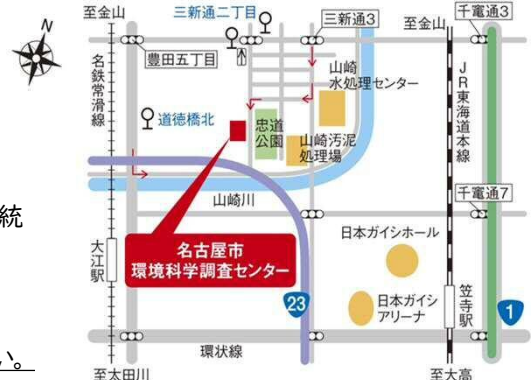 至金山
三新通二丁目
三新通3
至金山
千竃通3
N
豊田五丁目
名鉄常滑線
山崎
水処理センター
JR東海道本線
道徳橋北
忠道
公園
山崎汚泥
処理場
千竃通7
山崎川
統
名古屋市
環境科学調査センター
日本ガイシホール
大江駅
23
日本ガイシ
アリーナ
笠寺駅
1
環状線
い。
至太田川
至大高